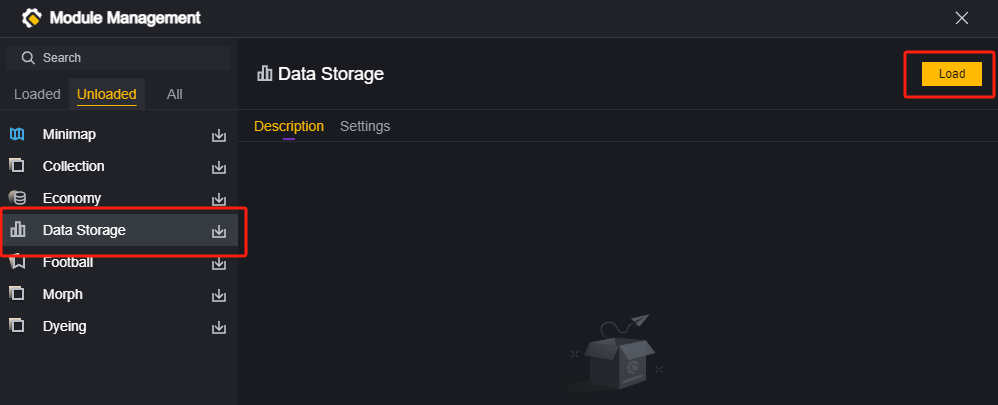 Module Management
Search
Loaded Unloaded All
Minimap
Collection
Economy
Data Storage
Football
Morph
Dyeing
Data Storage
Load
Description Settings